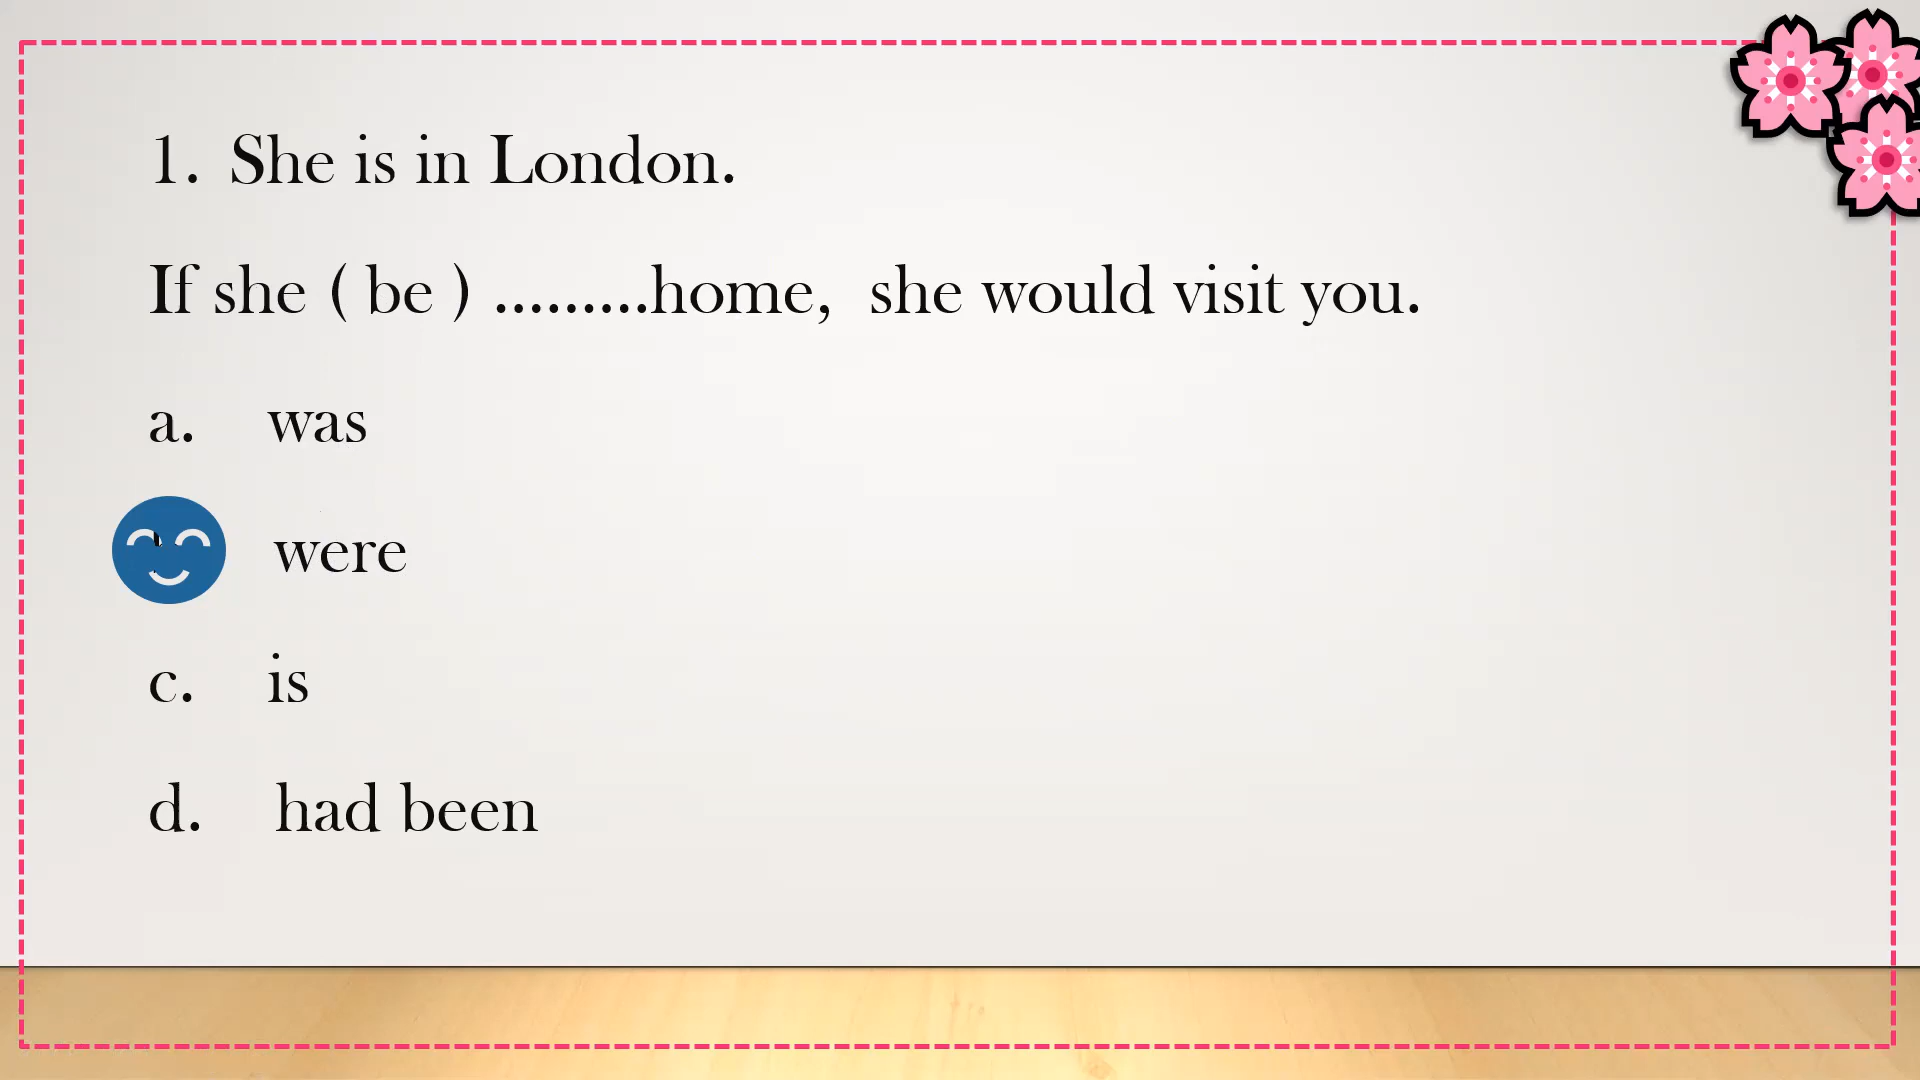 1. She is in London.
If she ( be ) .........home, she would visit you.
a. was
were
c. is
d. had been